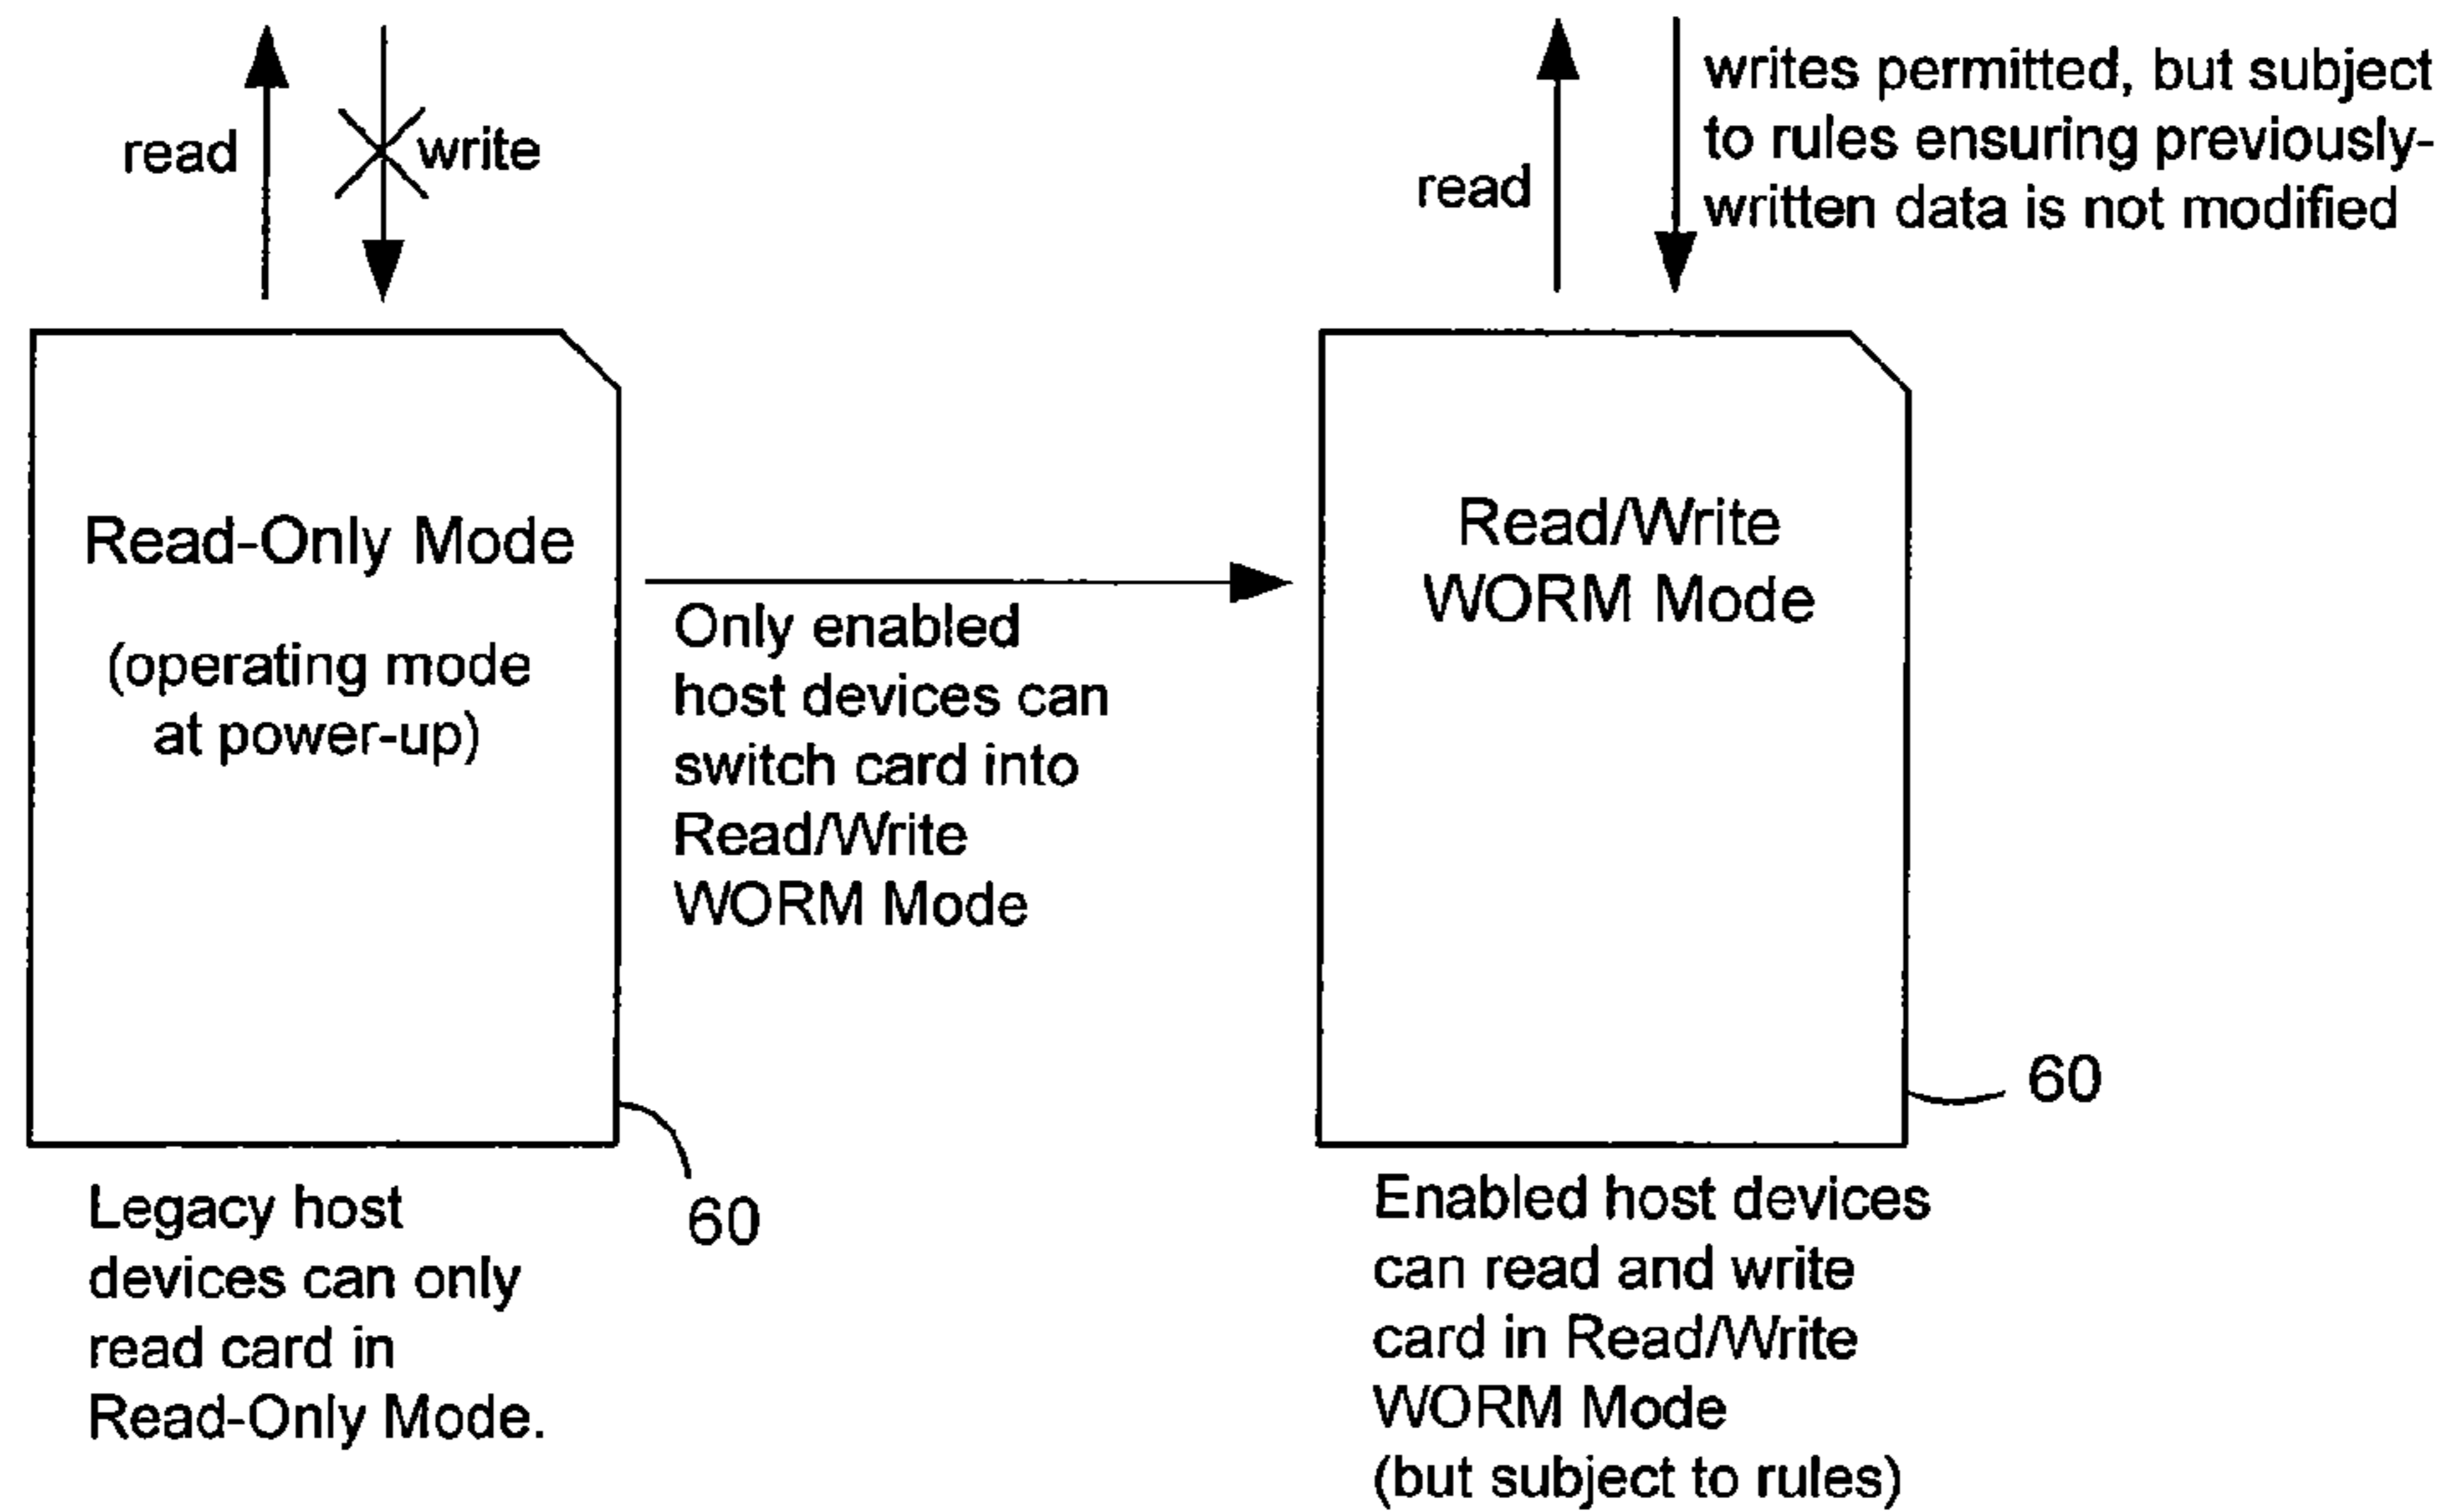 read
write
Read-Only Mode
(operating mode
at power-up)
Legacy host
devices can only
read card in
Read-Only Mode.
60
Only enabled
host devices can
switch card into
Read/Write
WORM Mode
read
writes permitted, but subject
to rules ensuring previously-
written data is not modified
Read/Write
WORM Mode
60
Enabled host devices
can read and write
card in Read/Write
WORM Mode
(but subject to rules)